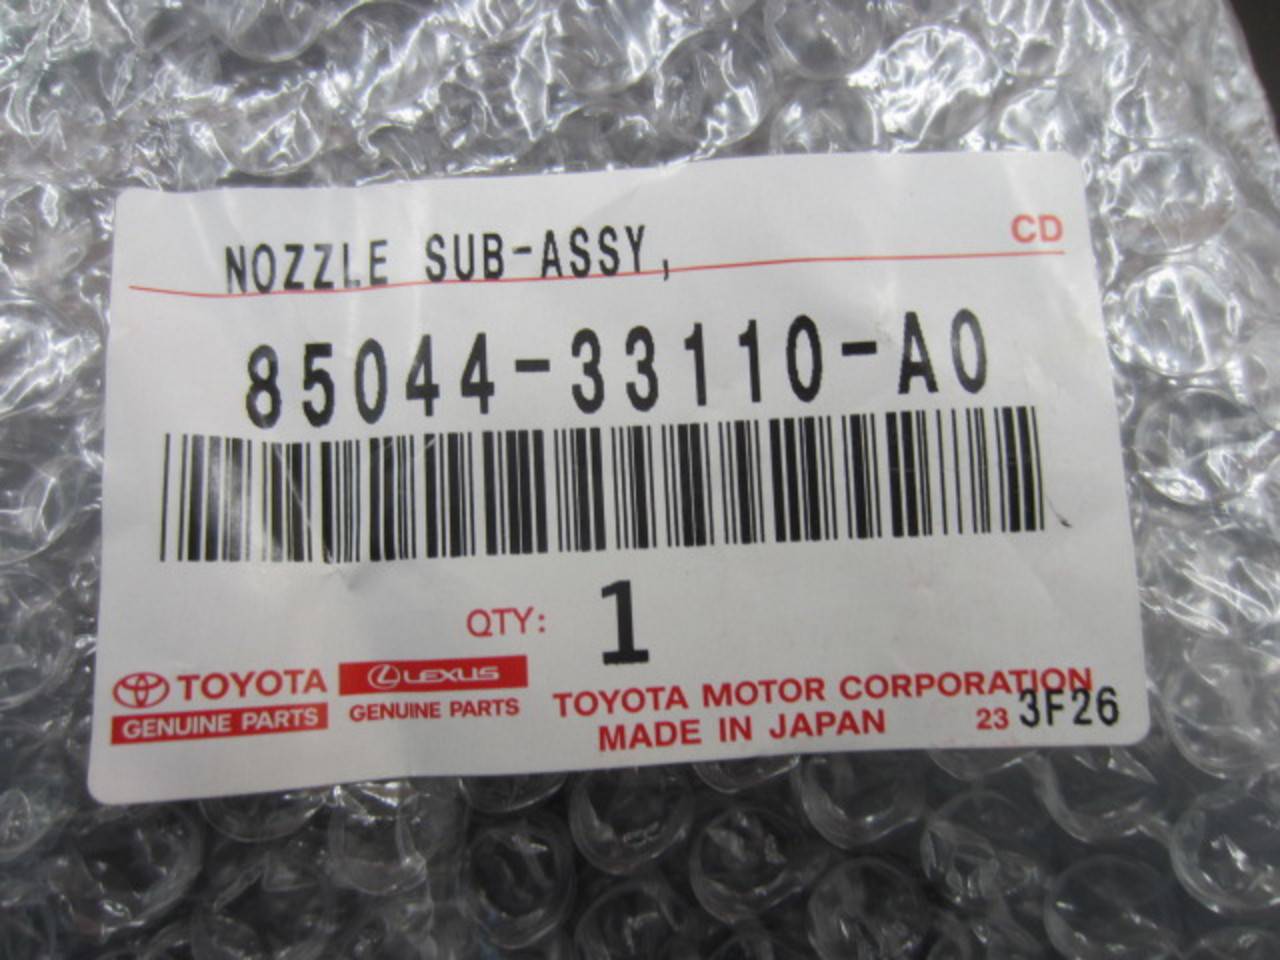 NOZZLE SUB-ASSY,
CD
85044-33110-A0
QTY: 1
TOYOTA
GENUINE PARTS
LEXUS
GENUINE PARTS
TOYOTA MOTOR CORPORATION
MADE IN JAPAN
23 3F26